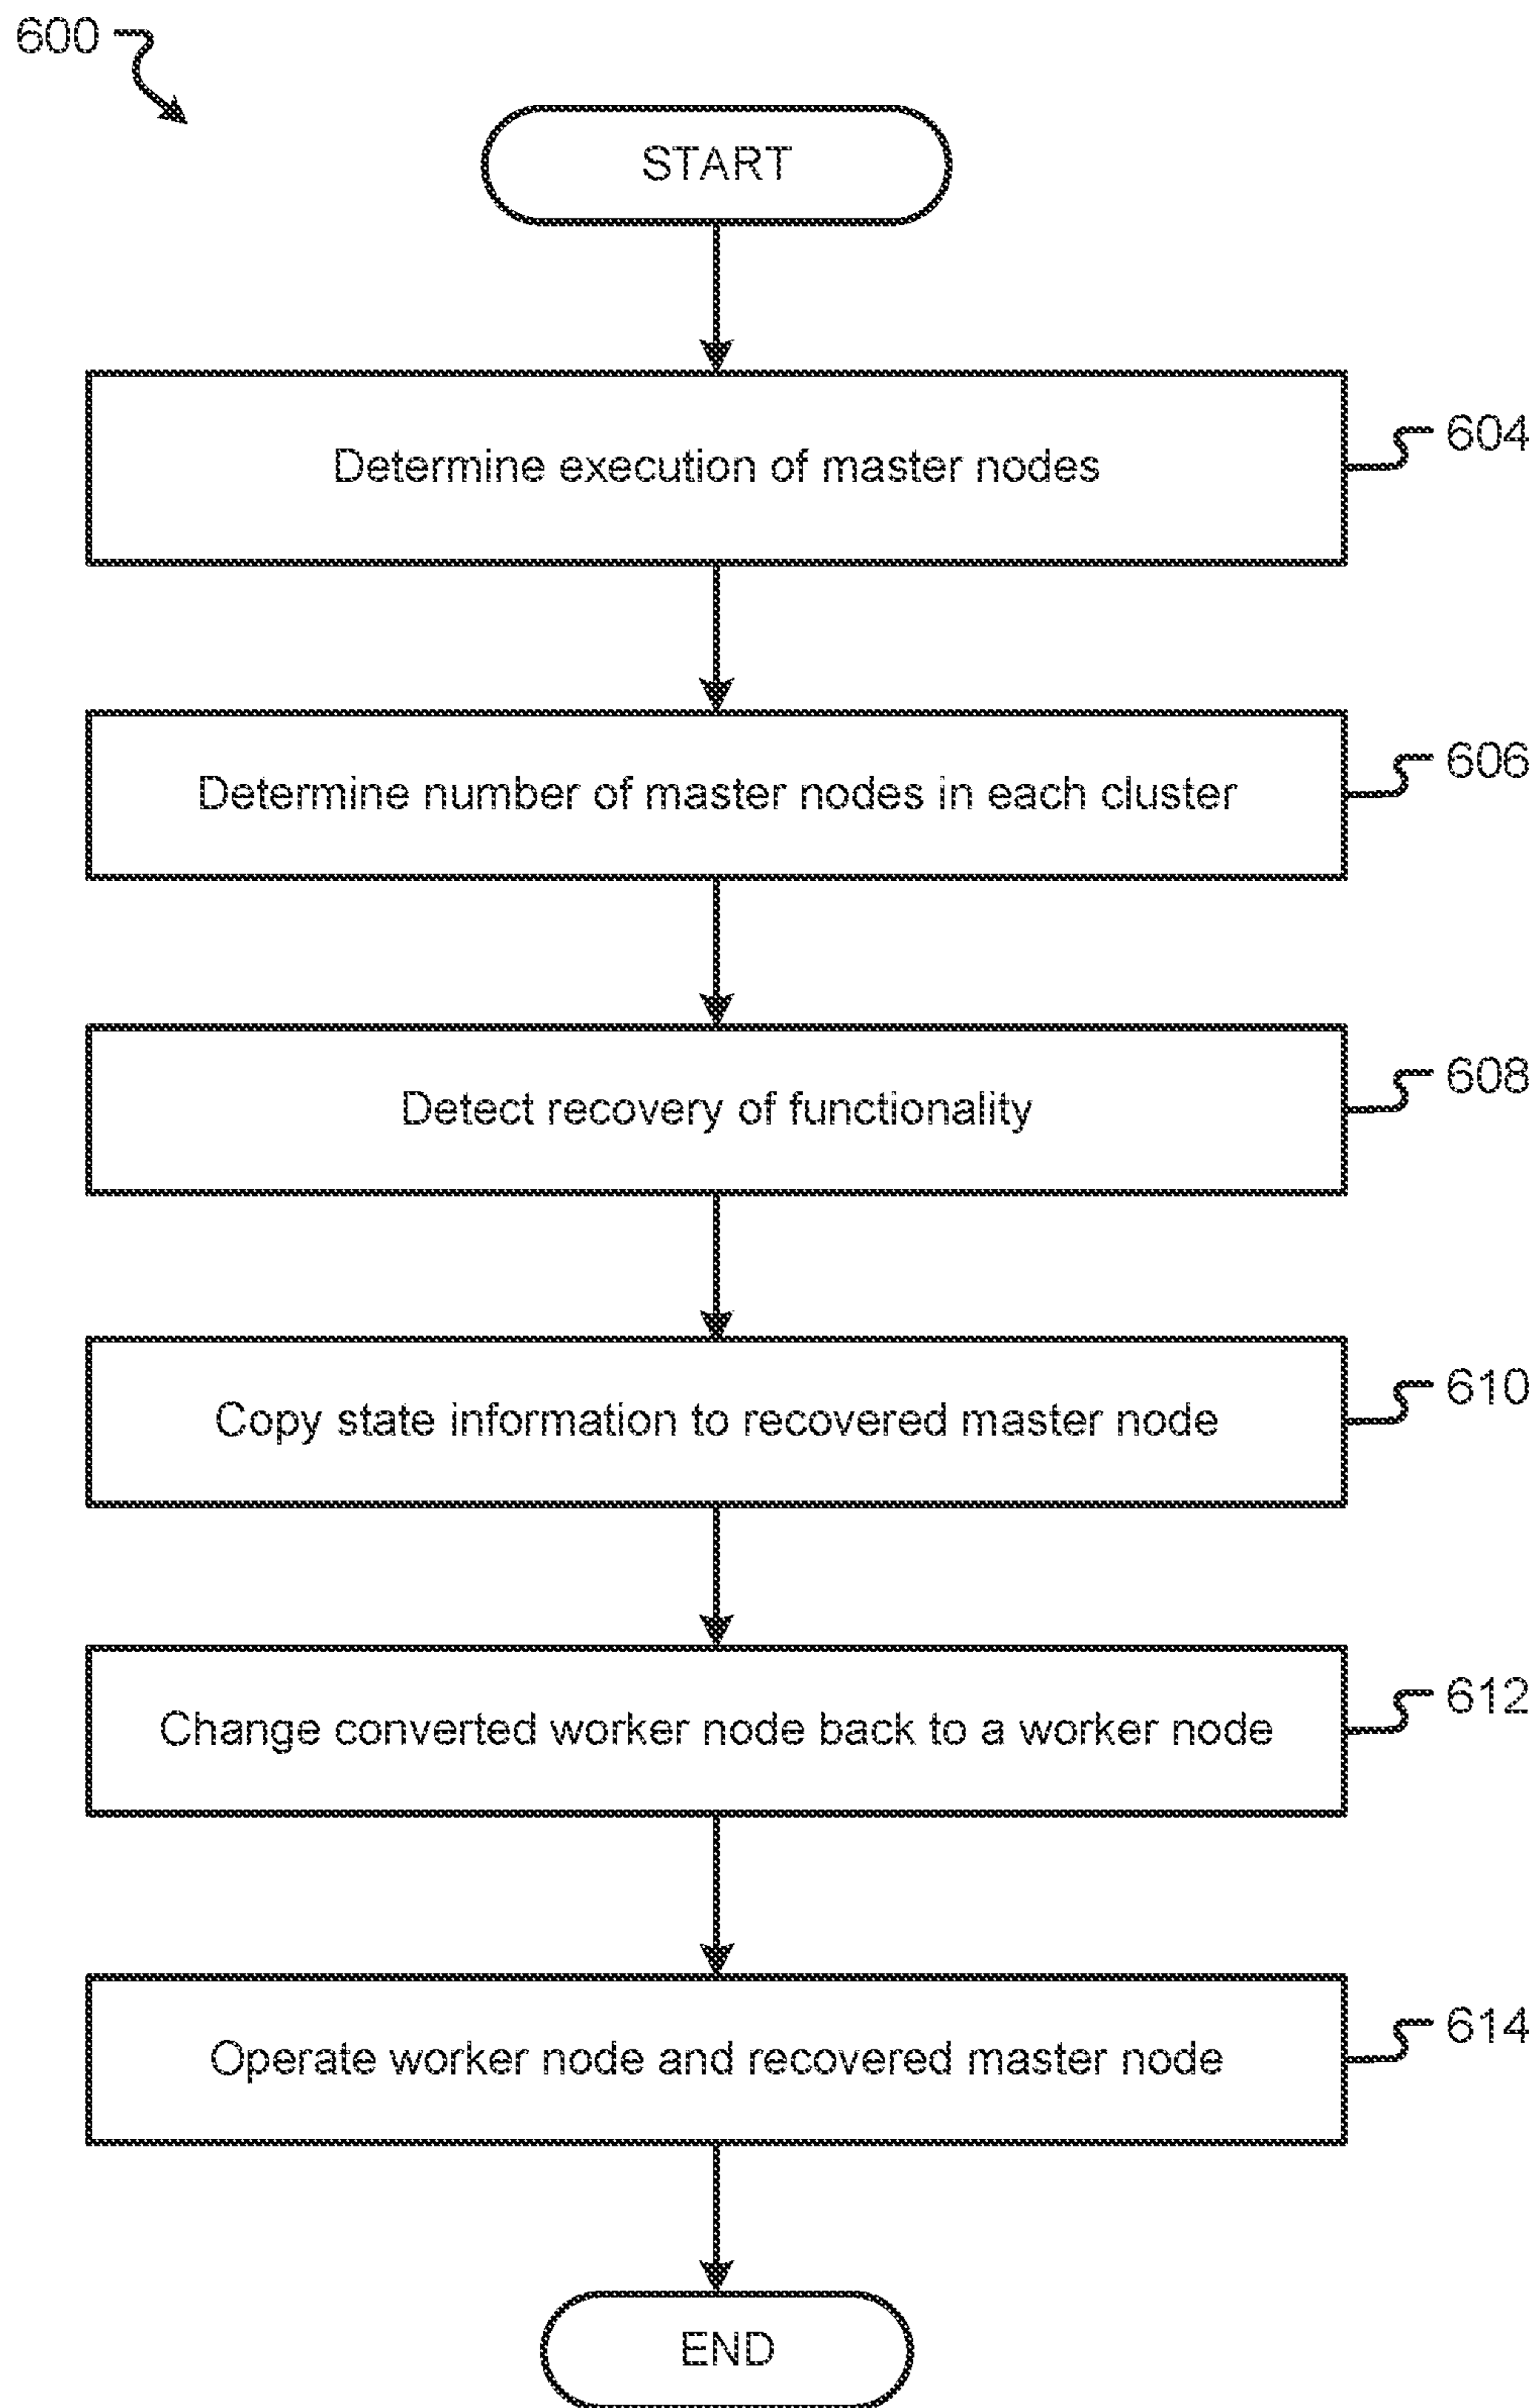 600
START
Determine execution of master nodes
604
Determine number of master nodes in each cluster
606
Detect recovery of functionality
608
Copy state information to recovered master node
610
Change converted worker node back to a worker node
612
Operate worker node and recovered master node
614
END